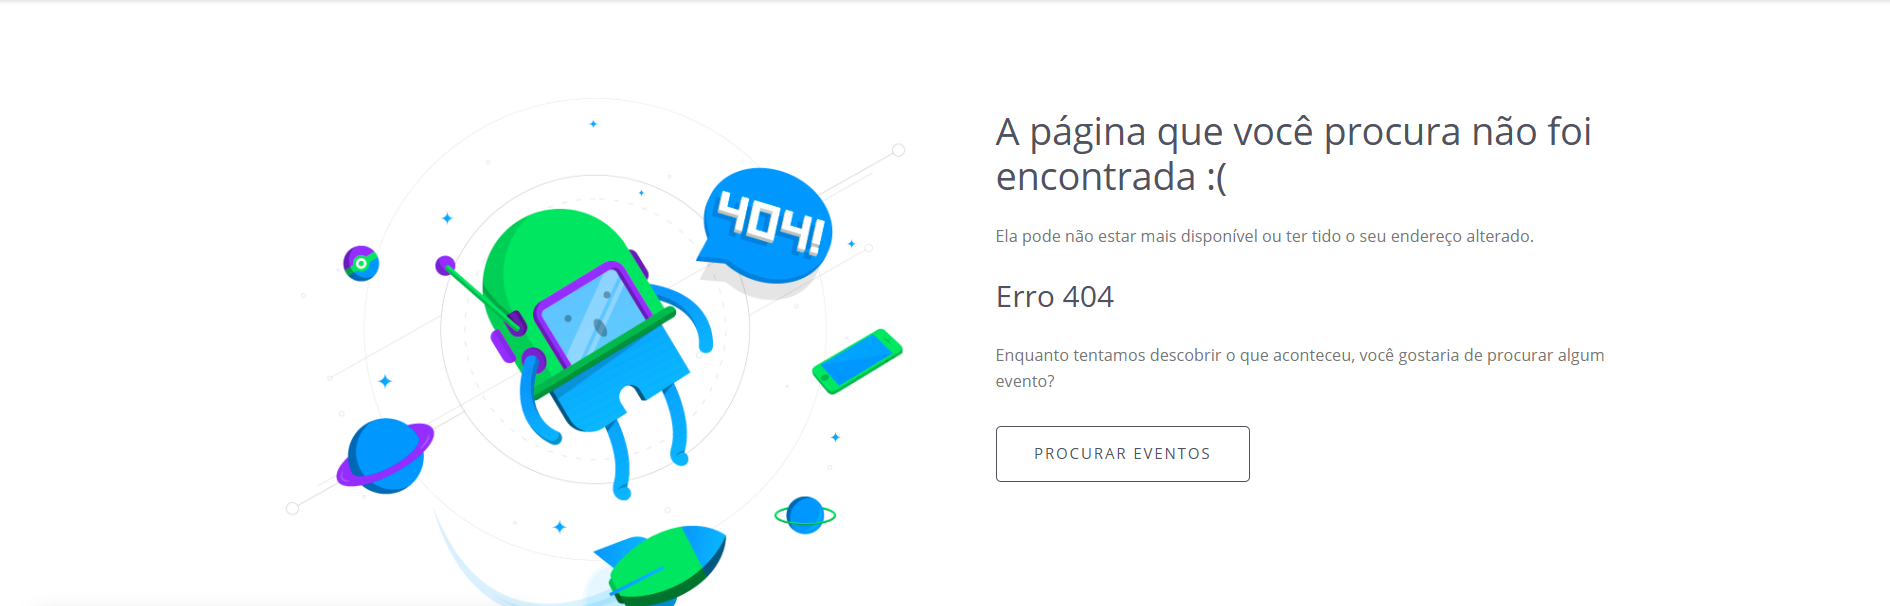 404!
A página que você procura não foi
encontrada :(
Ela pode não estar mais disponível ou ter tido o seu endereço alterado.
Erro 404
Enquanto tentamos descobrir o que aconteceu, você gostaria de procurar algum
evento?
PROCURAR EVENTOS